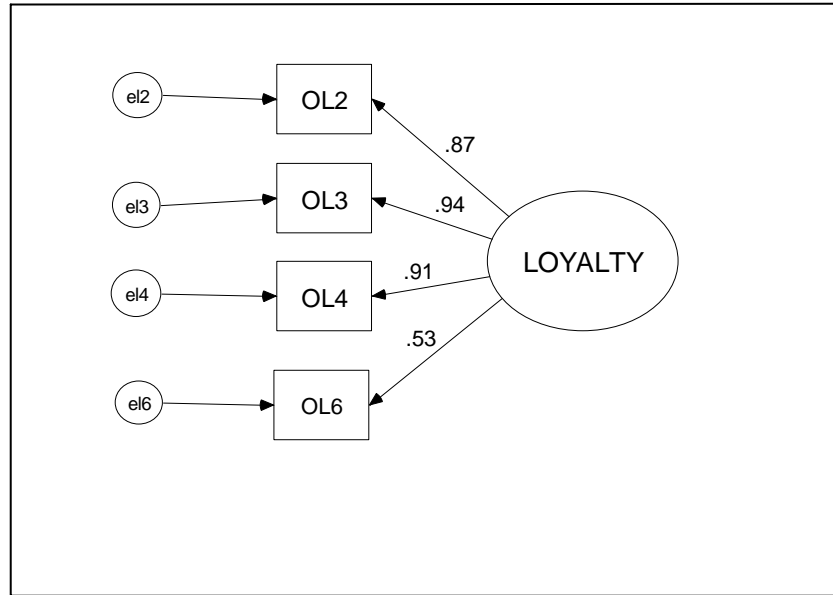 el2
OL2
.87
el3
OL3
.94
LOYALTY
el4
OL4
.91
.53
el6
OL6